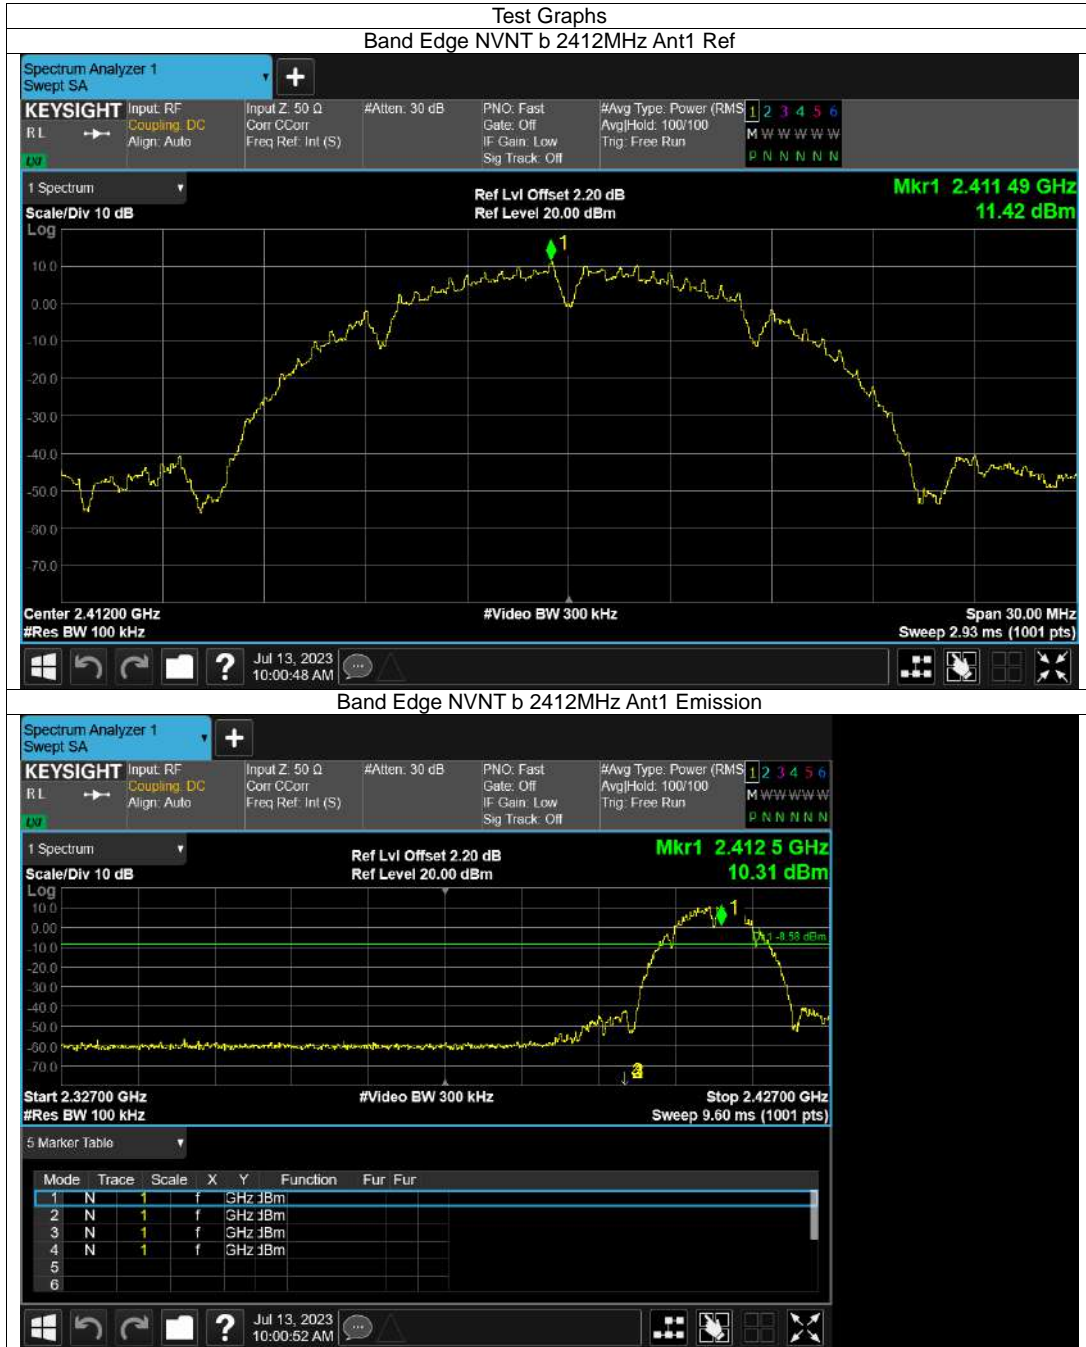 Test Graphs
Band Edge NVNT b 2412MHz Ant1 Ref
Spectrum Analyzer 1
Swept SA
KEYSIGHT Input: RF Input Z: 50 Ω #Atten: 30 dB PNO: Fast #Avg Type: Power (RMS 1 2 3 4 5 6
RL Coupling: DC Corr CCorr Gate: Off Avg|Hold: 100/100 M W W W W W
Align: Auto Freq Ref: Int (S) IF Gain: Low Trig: Free Run
LXI Sig Track: Off P N N N N N
1 Spectrum Ref Lvl Offset 2.20 dB Mkr1 2.411 49 GHz
Scale/Div 10 dB Ref Level 20.00 dBm 11.42 dBm
Log
1
10.0
0.00
-10.0
-20.0
-30.0
-40.0
-50.0
-60.0
-70.0
Center 2.41200 GHz #Video BW 300 kHz Span 30.00 MHz
#Res BW 100 kHz Sweep 2.93 ms (1001 pts)
? Jul 13, 2023
10:00:48 AM
Band Edge NVNT b 2412MHz Ant1 Emission
Spectrum Analyzer 1
Swept SA
KEYSIGHT Input: RF Input Z: 50 Ω #Atten: 30 dB PNO: Fast #Avg Type: Power (RMS 1 2 3 4 5 6
RL Coupling: DC Corr CCorr Gate: Off Avg|Hold: 100/100 M W W W W W
Align: Auto Freq Ref: Int (S) IF Gain: Low Trig: Free Run
LXI Sig Track: Off P N N N N N
1 Spectrum Ref Lvl Offset 2.20 dB Mkr1 2.412 5 GHz
Scale/Div 10 dB Ref Level 20.00 dBm 10.31 dBm
Log
10.0 1
0.00
-8.58 dBm
-10.0
-20.0
-30.0
-40.0
-50.0
-60.0
-70.0
Start 2.32700 GHz #Video BW 300 kHz Stop 2.42700 GHz
#Res BW 100 kHz Sweep 9.60 ms (1001 pts)
5 Marker Table
Mode Trace Scale X Y Function Fur Fur
1 N 1 f GHz dBm
2 N 1 f GHz dBm
3 N 1 f GHz dBm
4 N 1 f GHz dBm
5
6
? Jul 13, 2023
10:00:52 AM